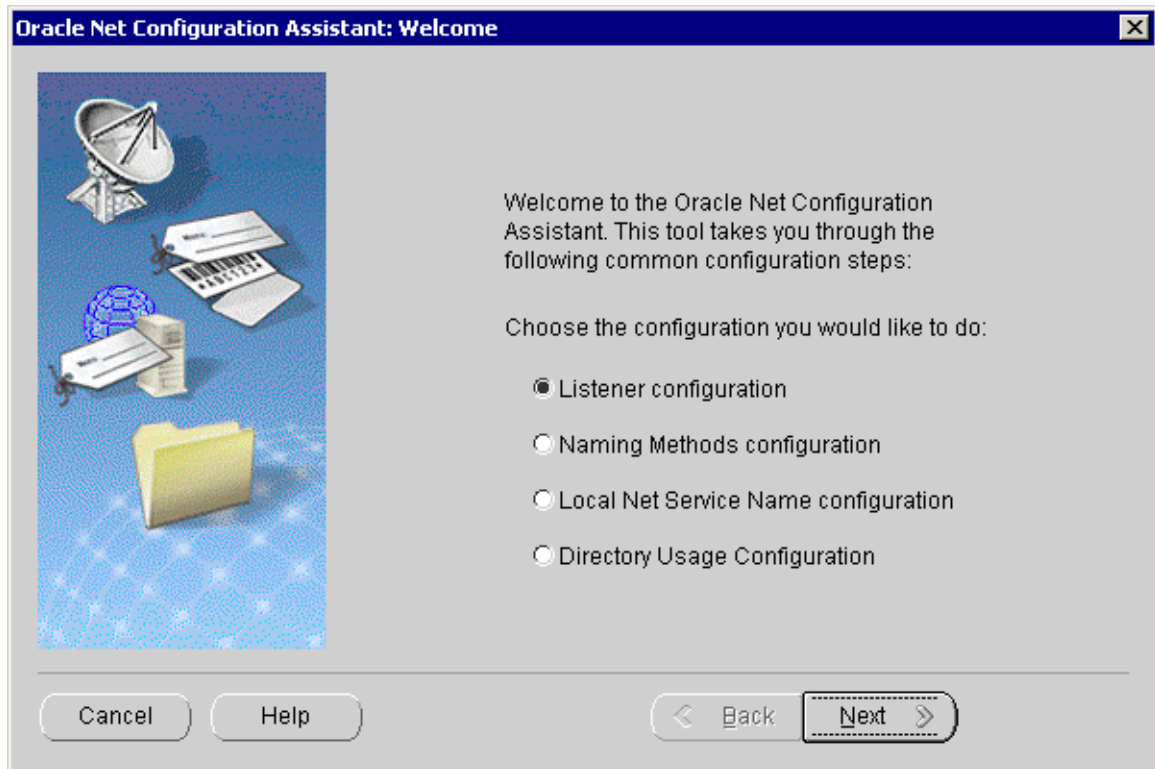 Oracle Net Configuration Assistant: Welcome
Welcome to the Oracle Net Configuration
Assistant. This tool takes you through the
following common configuration steps:
Choose the configuration you would like to do:
Listener configuration
Naming Methods configuration
Local Net Service Name configuration
Directory Usage Configuration
Cancel
Help
Back
Next